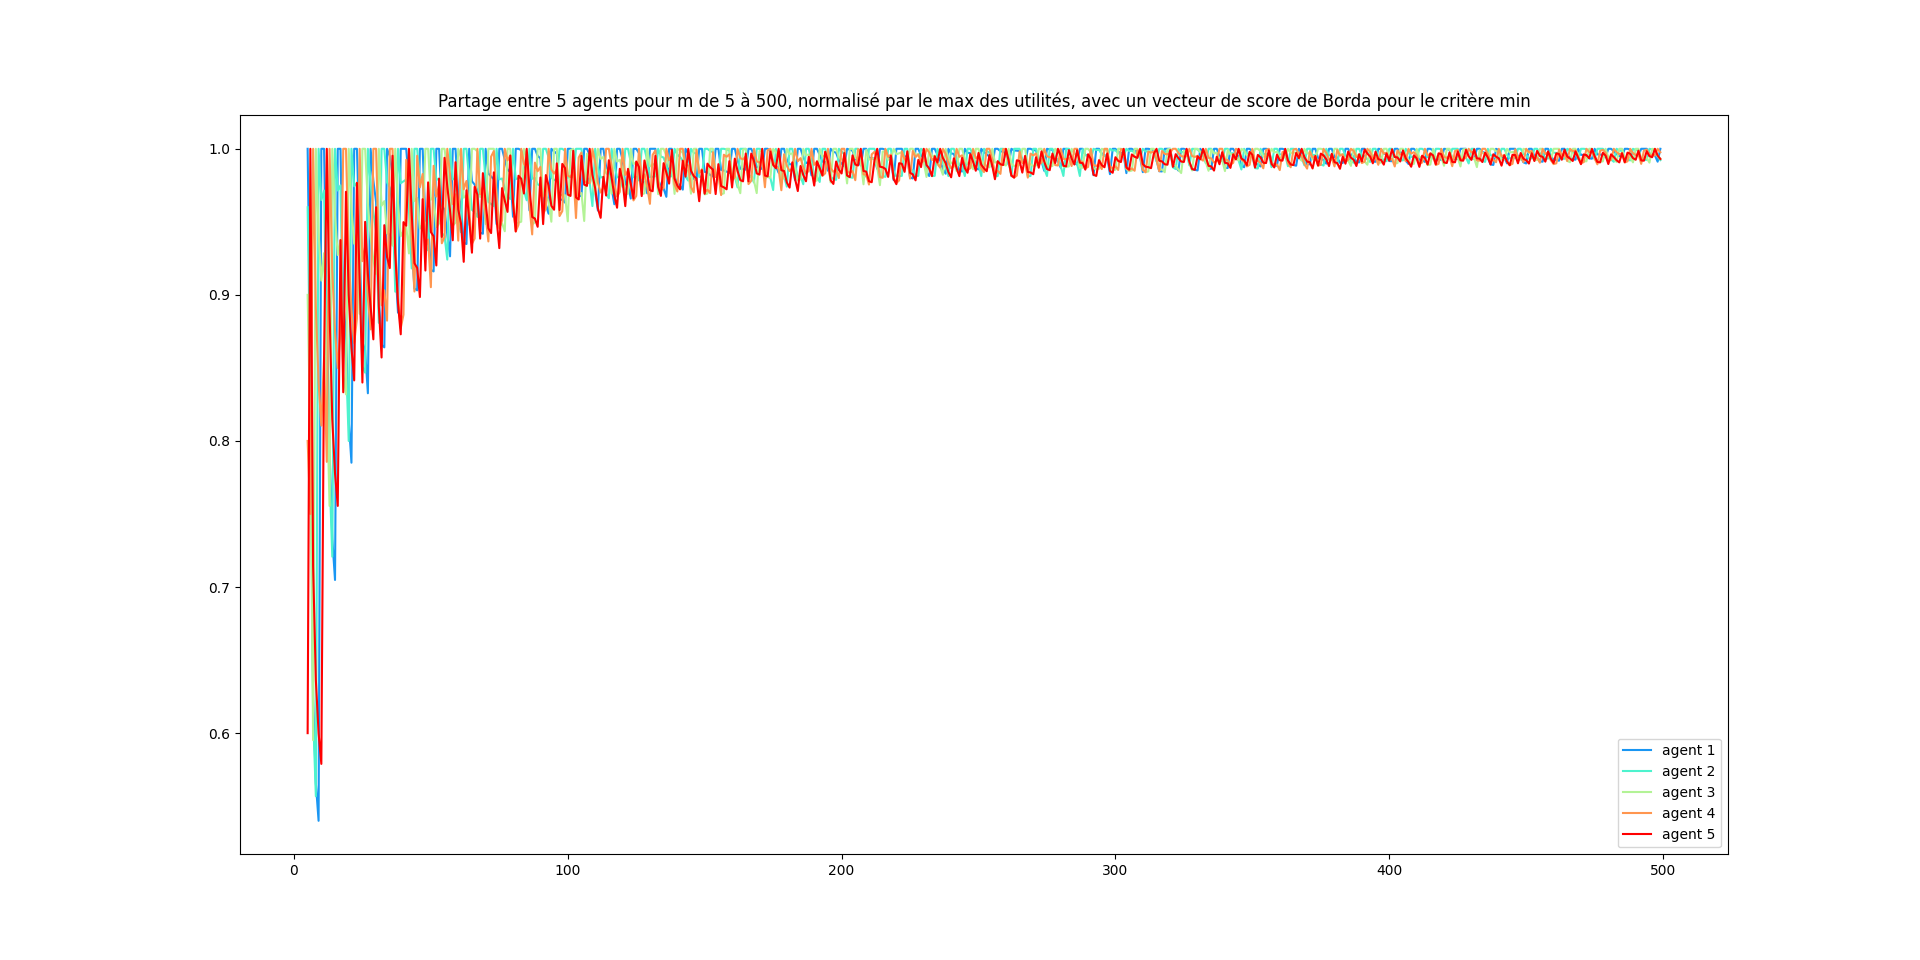 Partage entre 5 agents pour m de 5 à 500, normalisé par le max des utilités, avec un vecteur de score de Borda pour le critère min
1.0
0.9
0.8
0.7
0.6
agent 1
agent 2
agent 3
agent 4
agent 5
0 100 200 300 400 500